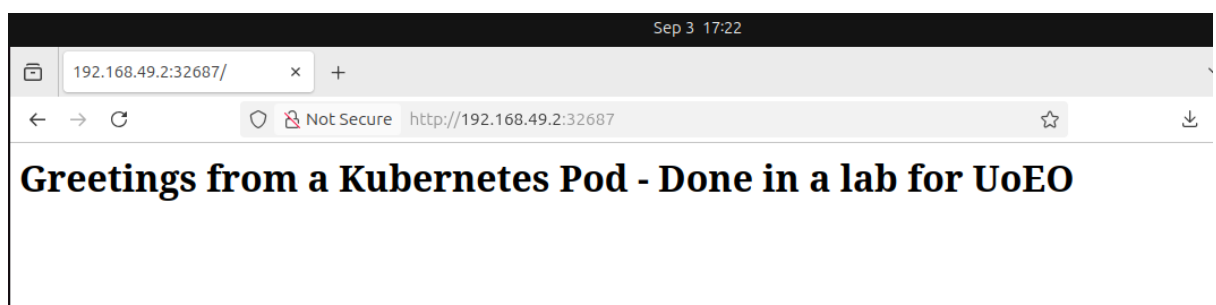 Sep 3 17:22
192.168.49.2:32687/
Not Secure http://192.168.49.2:32687
Greetings from a Kubernetes Pod - Done in a lab for UoEO